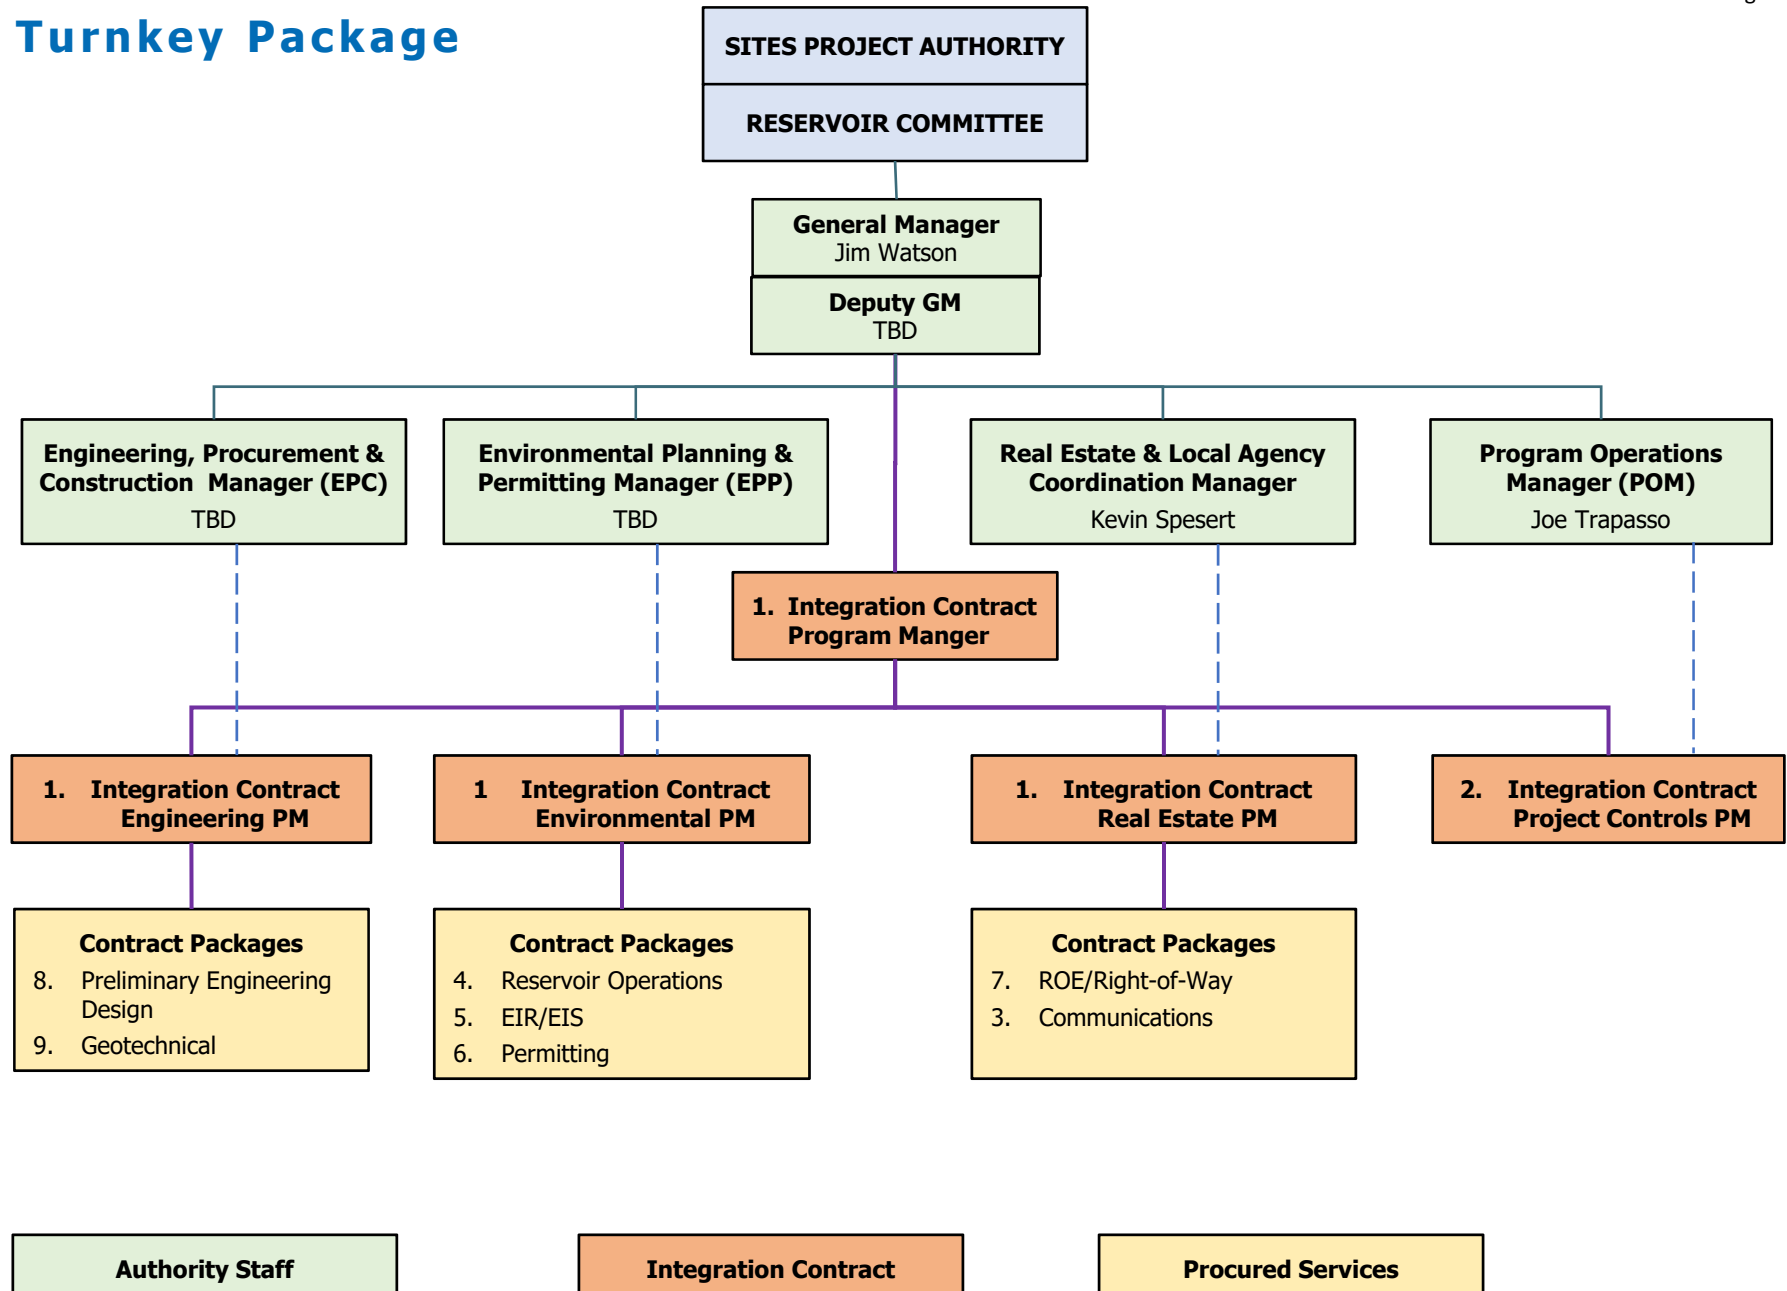 Turnkey Package
SITES PROJECT AUTHORITY
RESERVOIR COMMITTEE
General Manager
Jim Watson
Deputy GM
TBD
Engineering, Procurement &
Construction Manager (EPC)
TBD
Environmental Planning &
Permitting Manager (EPP)
TBD
Real Estate & Local Agency
Coordination Manager
Kevin Spesert
Program Operations
Manager (POM)
Joe Trapasso
1. Integration Contract
Program Manger
1. Integration Contract
Engineering PM
1 Integration Contract
Environmental PM
1. Integration Contract
Real Estate PM
2. Integration Contract
Project Controls PM
Contract Packages
8. Preliminary Engineering
Design
9. Geotechnical
Contract Packages
4. Reservoir Operations
5. EIR/EIS
6. Permitting
Contract Packages
7. ROE/Right-of-Way
3. Communications
Authority Staff
Integration Contract
Procured Services